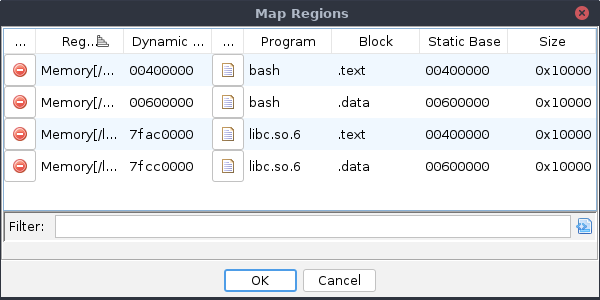 Map Regions
... Reg... Dynamic ... ... Program Block Static Base Size
Memory[/... 00400000 bash .text 00400000 0x10000
Memory[/... 00600000 bash .data 00600000 0x10000
Memory[/l... 7fac0000 libc.so.6 .text 00400000 0x10000
Memory[/l... 7fcc0000 libc.so.6 .data 00600000 0x10000
Filter:
OK Cancel